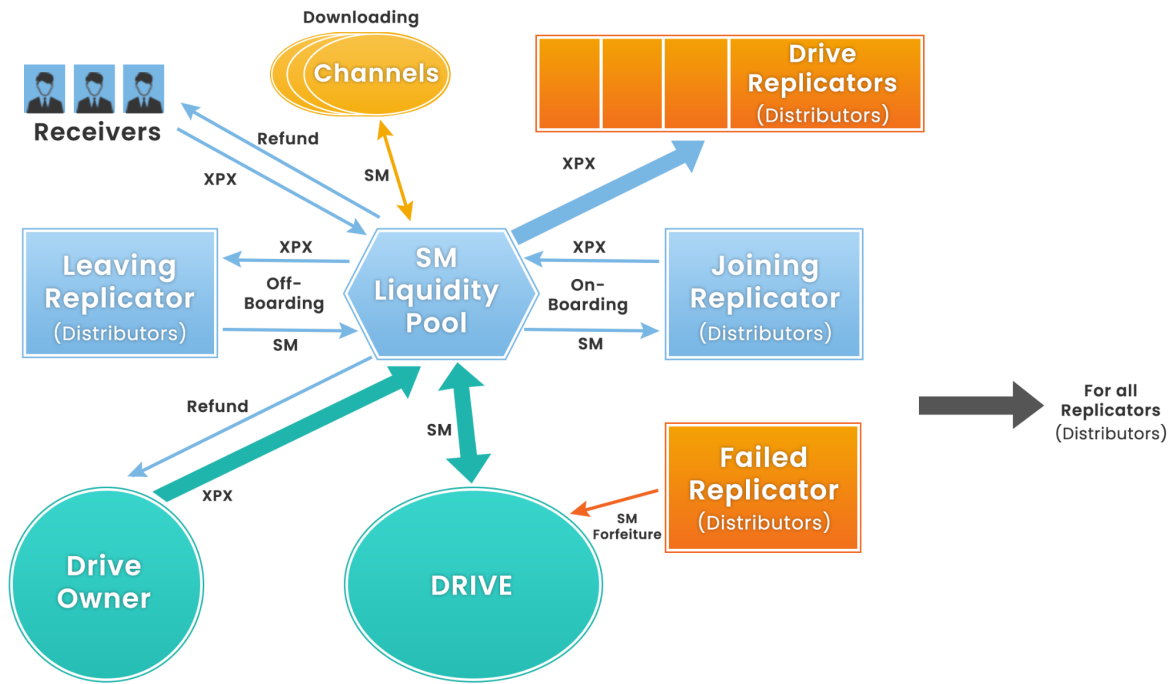 Downloading
Channels
Drive
Replicators
(Distributors)
Receivers
Refund
XPX
SM
XPX
Leaving
Replicator
(Distributors)
XPX
Off-
Boarding
SM
SM
Liquidity
Pool
XPX
On-
Boarding
SM
Joining
Replicator
(Distributors)
Refund
XPX
SM
For all
Replicators
(Distributors)
Failed
Replicator
(Distributors)
SM
Forfeiture
Drive
Owner
DRIVE